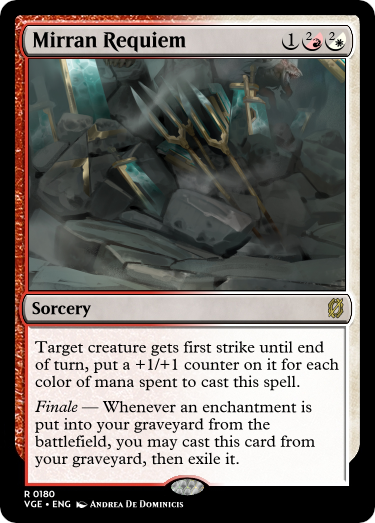 Mirran Requiem 1 2 2
Sorcery
Target creature gets first strike until end
of turn, put a +1/+1 counter on it for each
color of mana spent to cast this spell.
Finale — Whenever an enchantment is
put into your graveyard from the
battlefield, you may cast this card from
your graveyard, then exile it.
R 0180
VGE • ENG Andrea De Dominicis